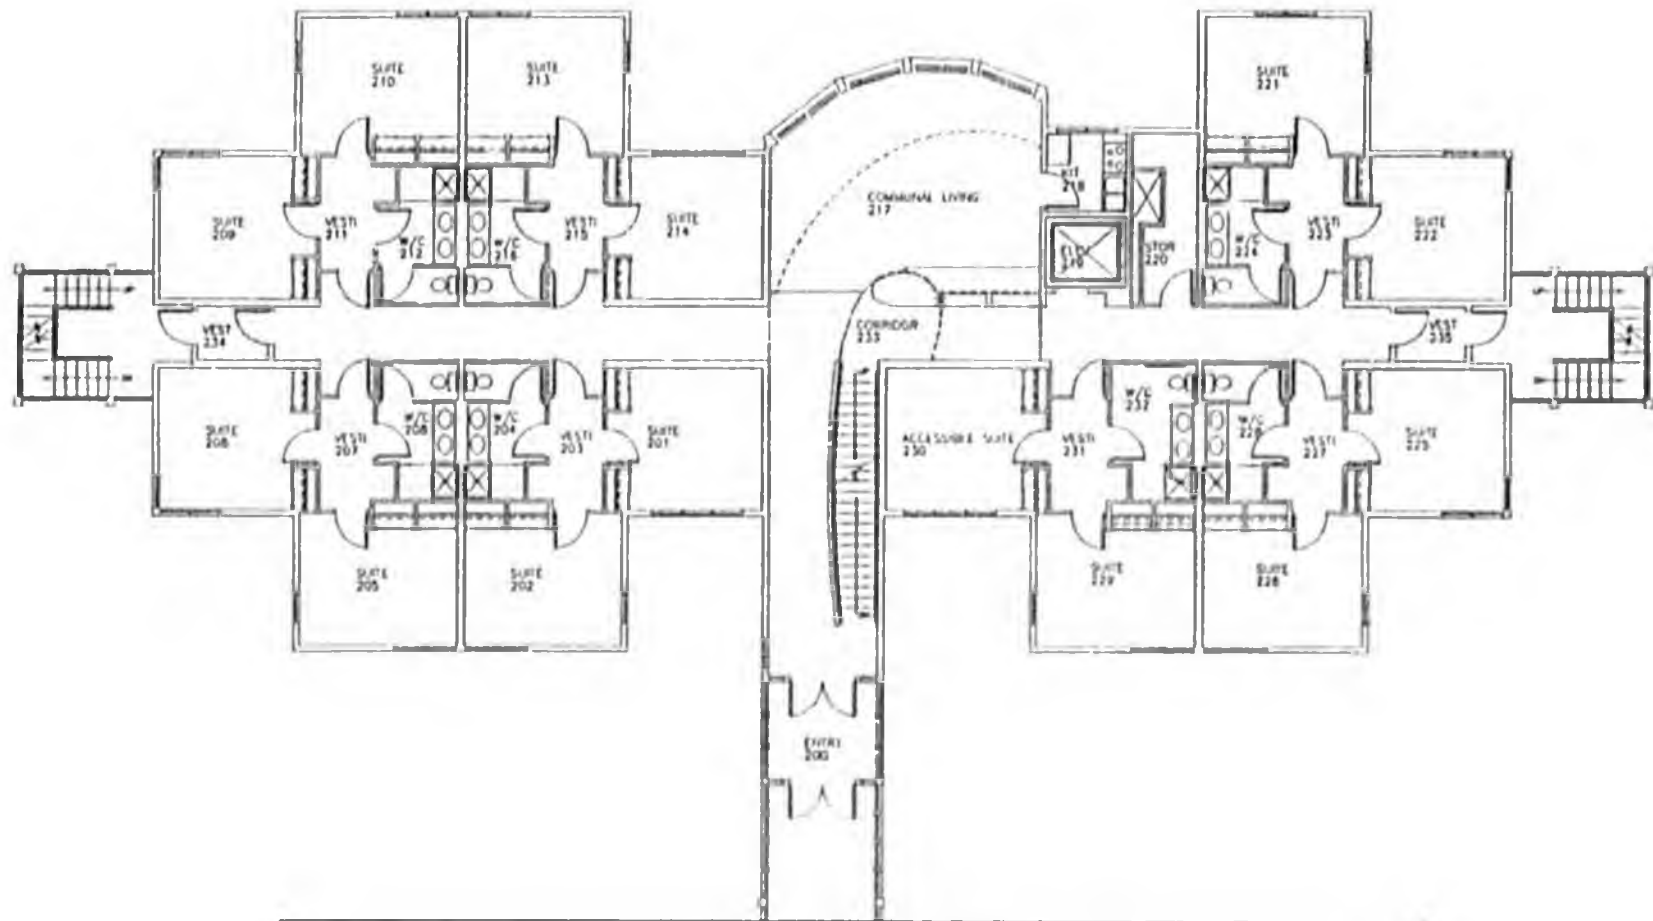 SUITE
210
SUITE
213
SUITE
221
KIT
218
COMMUNAL LIVING
217
SUITE
209
VESTI
211
W/C
212
W/C
216
VESTI
215
SUITE
214
ELEV
219
STOR
220
W/C
224
VESTI
223
SUITE
222
VEST
234
CORRIDOR
233
VEST
235
SUITE
VESTI
207
W/C
W/C
204
VESTI
203
SUITE
201
ACCESSIBLE SUITE
230
VESTI
231
W/C
232
W/C
VESTI
227
SUITE
225
SUITE
205
SUITE
202
SUITE
229
SUITE
228
ENTRY
200